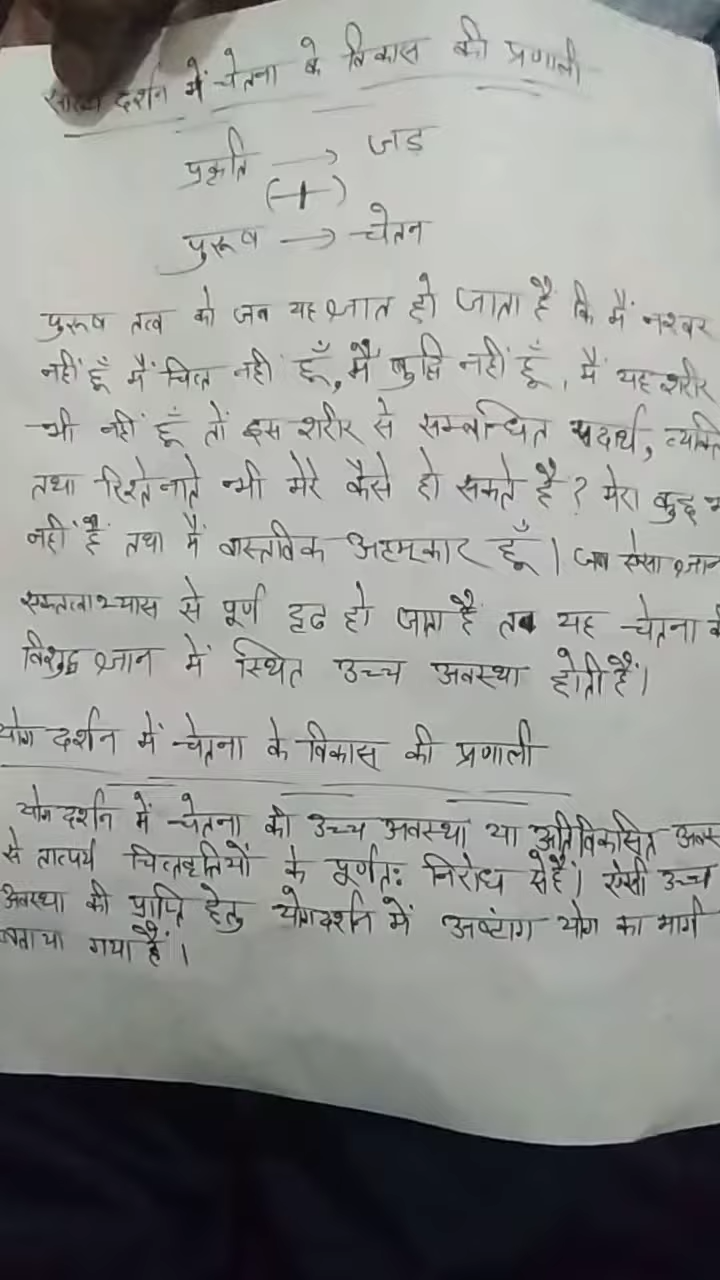 सांख्य दर्शन में चेतना के विकास की प्रणाली
प्रकृति → जड़
(+)
पुरूष → चेतन
पुरूष तत्व को जब यह ज्ञात हो जाता है कि मैं नश्वर
नहीं हूँ मैं चित्त नहीं हूँ, मैं बुद्धि नहीं हूँ, मैं यह शरीर
भी नहीं हूँ तो इस शरीर से सम्बन्धित पदार्थ, व्यक्ति
तथा रिश्तेनाते भी मेरे कैसे हो सकते है? मेरा कुछ
नहीं है तथा मैं वास्तविक अहमकार हूँ। जब ऐसा ज्ञान
से पूर्ण दृढ हो जाता है तब यह चेतना
विशुद्ध ज्ञान में स्थित उच्च अवस्था होती है।
योग दर्शन में चेतना के विकास की प्रणाली
योग दर्शन में चेतना की उच्च अवस्था या अतिविकसित
से तात्पर्य चित्तवृत्तियों के पूर्णत: निरोध से है। ऐसी उच्च
अवस्था की प्राप्ति हेतु योगदर्शन में अष्टांग योग का मार्ग
बताया गया है।